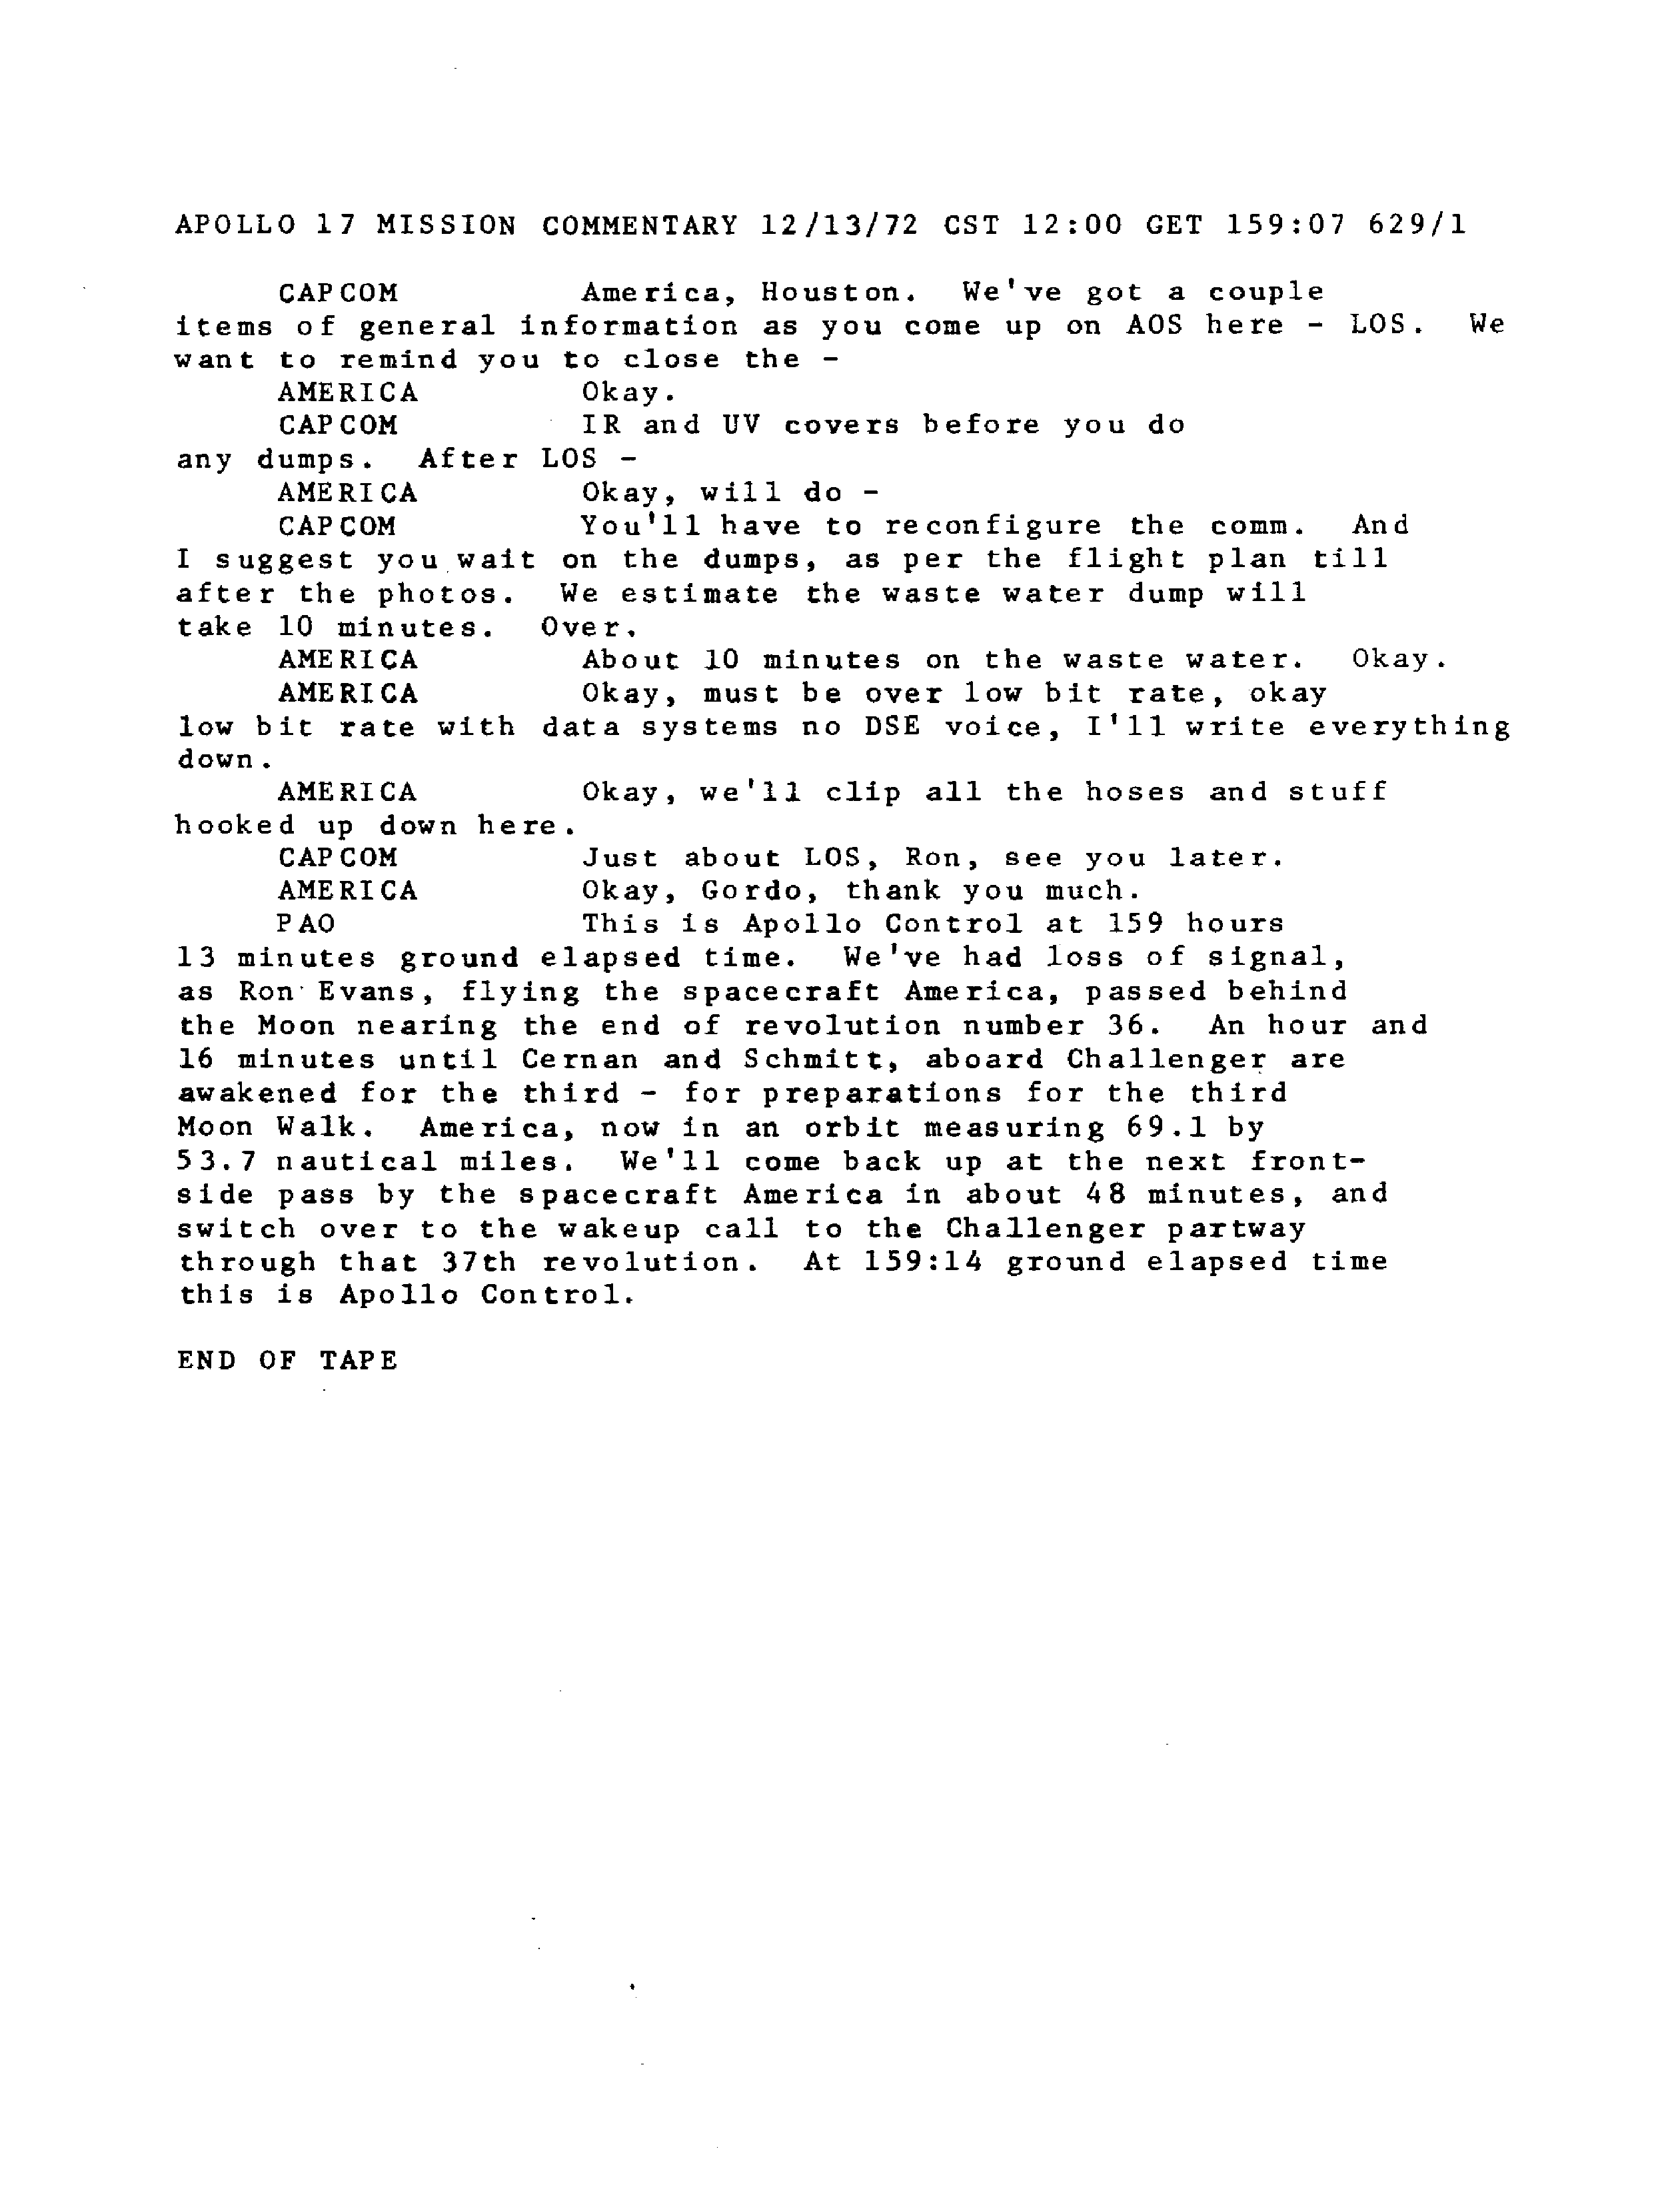 APOLLO 17 MISSION COMMENTARY 12/13/72 CST 12:00 GET 159:07 629/1
CAPCOM America, Houston. We've got a couple
items of general information as you come up on AOS here - LOS. We
want to remind you to close the -
AMERICA Okay.
CAPCOM IR and UV covers before you do
any dumps. After LOS -
AMERICA Okay, will do -
CAPCOM You'll have to reconfigure the comm. And
I suggest you wait on the dumps, as per the flight plan till
after the photos. We estimate the waste water dump will
take 10 minutes. Over.
AMERICA About 10 minutes on the waste water. Okay.
AMERICA Okay, must be over low bit rate, okay
low bit rate with data systems no DSE voice, I'll write everything
down.
AMERICA Okay, we'll clip all the hoses and stuff
hooked up down here.
CAPCOM Just about LOS, Ron, see you later.
AMERICA Okay, Gordo, thank you much.
PAO This is Apollo Control at 159 hours
13 minutes ground elapsed time. We've had loss of signal,
as Ron Evans, flying the spacecraft America, passed behind
the Moon nearing the end of revolution number 36. An hour and
16 minutes until Cernan and Schmitt, aboard Challenger are
awakened for the third - for preparations for the third
Moon Walk. America, now in an orbit measuring 69.1 by
53.7 nautical miles. We'll come back up at the next front-
side pass by the spacecraft America in about 48 minutes, and
switch over to the wakeup call to the Challenger partway
through that 37th revolution. At 159:14 ground elapsed time
this is Apollo Control.
END OF TAPE